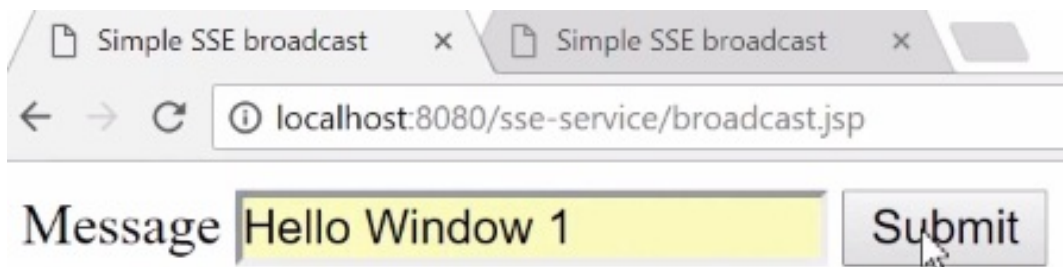 Simple SSE broadcast Simple SSE broadcast
localhost:8080/sse-service/broadcast.jsp
Message Hello Window 1 Submit